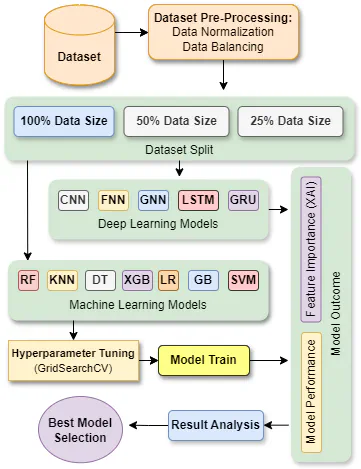 Dataset
Dataset Pre-Processing:
Data Normalization
Data Balancing
100% Data Size
50% Data Size
25% Data Size
Dataset Split
CNN
FNN
GNN
LSTM
GRU
Deep Learning Models
RF
KNN
DT
XGB
LR
GB
SVM
Machine Learning Models
Feature Importance (XAI)
Model Performance
Model Outcome
Hyperparameter Tuning
(GridSearchCV)
Model Train
Result Analysis
Best Model
Selection